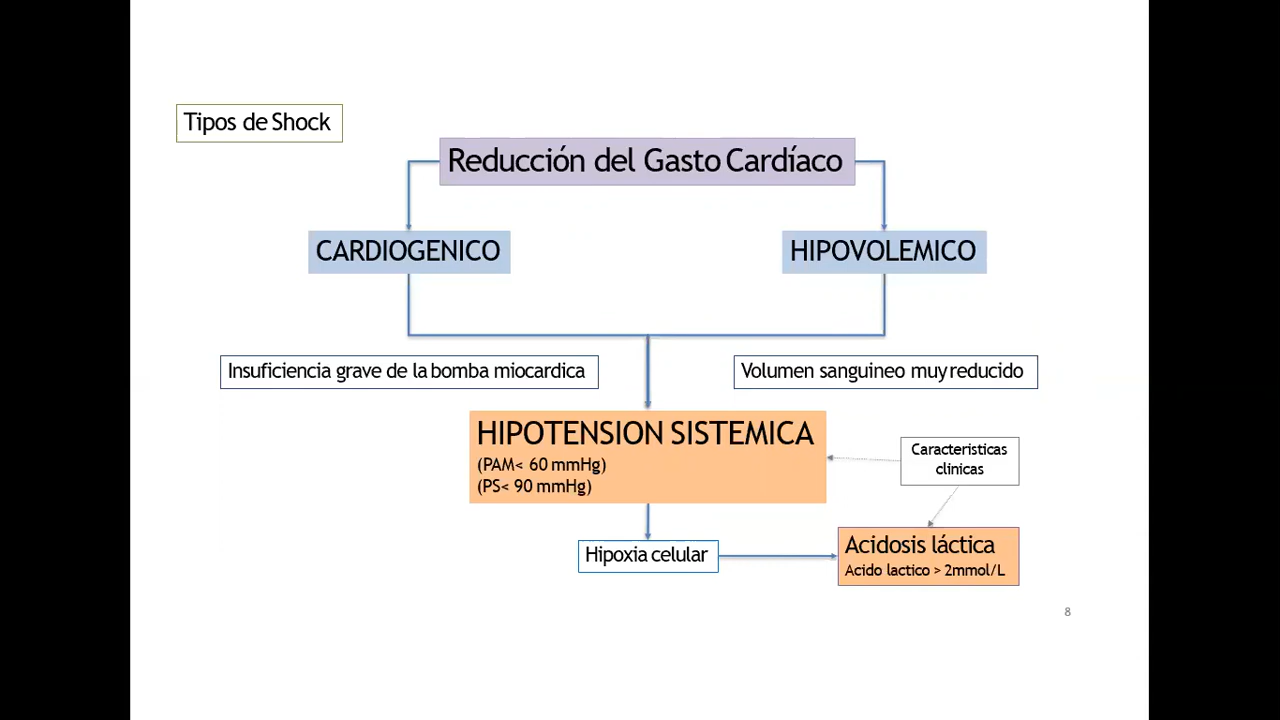 Tipos de Shock
Reducción del Gasto Cardíaco
CARDIOGENICO
HIPOVOLEMICO
Insuficiencia grave de la bomba miocardica
Volumen sanguineo muy reducido
HIPOTENSION SISTEMICA
(PAM< 60 mmHg)
(PS< 90 mmHg)
Caracteristicas
clinicas
Hipoxia celular
Acidosis láctica
Acido lactico > 2mmol/L
8